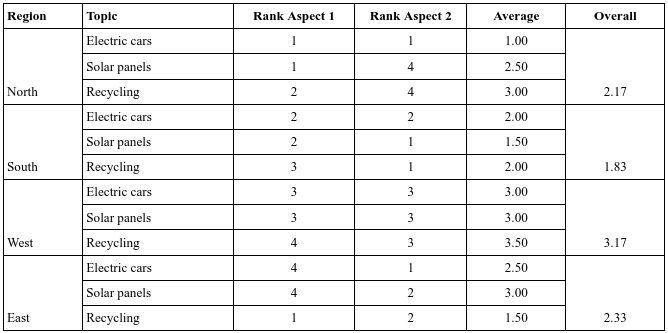 Region Topic Rank Aspect 1 Rank Aspect 2 Average Overall
Electric cars 1 1 1.00
Solar panels 1 4 2.50
North Recycling 2 4 3.00 2.17
Electric cars 2 2 2.00
Solar panels 2 1 1.50
South Recycling 3 1 2.00 1.83
Electric cars 3 3 3.00
Solar panels 3 3 3.00
West Recycling 4 3 3.50 3.17
Electric cars 4 1 2.50
Solar panels 4 2 3.00
East Recycling 1 2 1.50 2.33